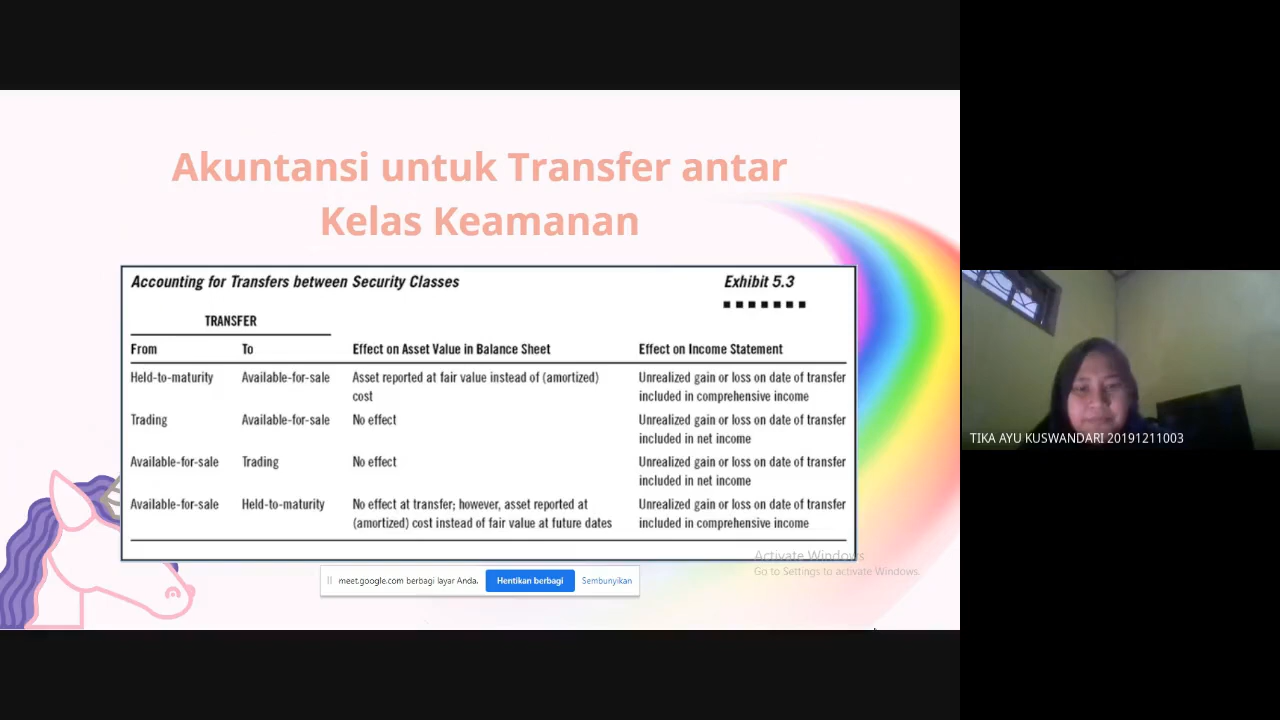 Akuntansi untuk Transfer antar
Kelas Keamanan
Accounting for Transfers between Security Classes
Exhibit 5.3
TRANSFER
From To Effect on Asset Value in Balance Sheet Effect on Income Statement
Held-to-maturity Available-for-sale Asset reported at fair value instead of (amortized) Unrealized gain or loss on date of transfer
cost included in comprehensive income
Trading Available-for-sale No effect Unrealized gain or loss on date of transfer
included in net income
Available-for-sale Trading No effect Unrealized gain or loss on date of transfer
included in net income
Available-for-sale Held-to-maturity No effect at transfer; however, asset reported at Unrealized gain or loss on date of transfer
(amortized) cost instead of fair value at future dates included in comprehensive income
Activate Windows
Go to Settings to activate Windows.
meet.google.com berbagi layar Anda. Hentikan berbagi Sembunyikan
TIKA AYU KUSWANDARI 20191211003